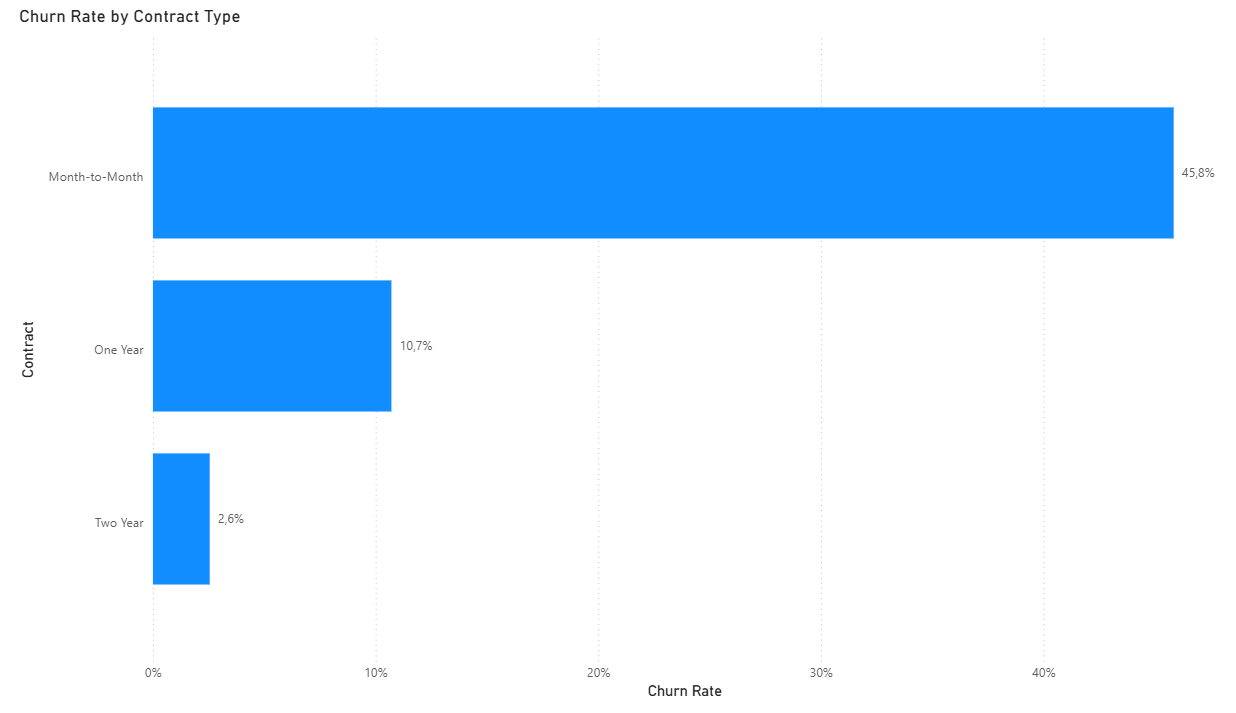 Churn Rate by Contract Type
Month-to-Month
45,8%
One Year
10,7%
Two Year
2,6%
Contract
0%
10%
20%
30%
40%
Churn Rate